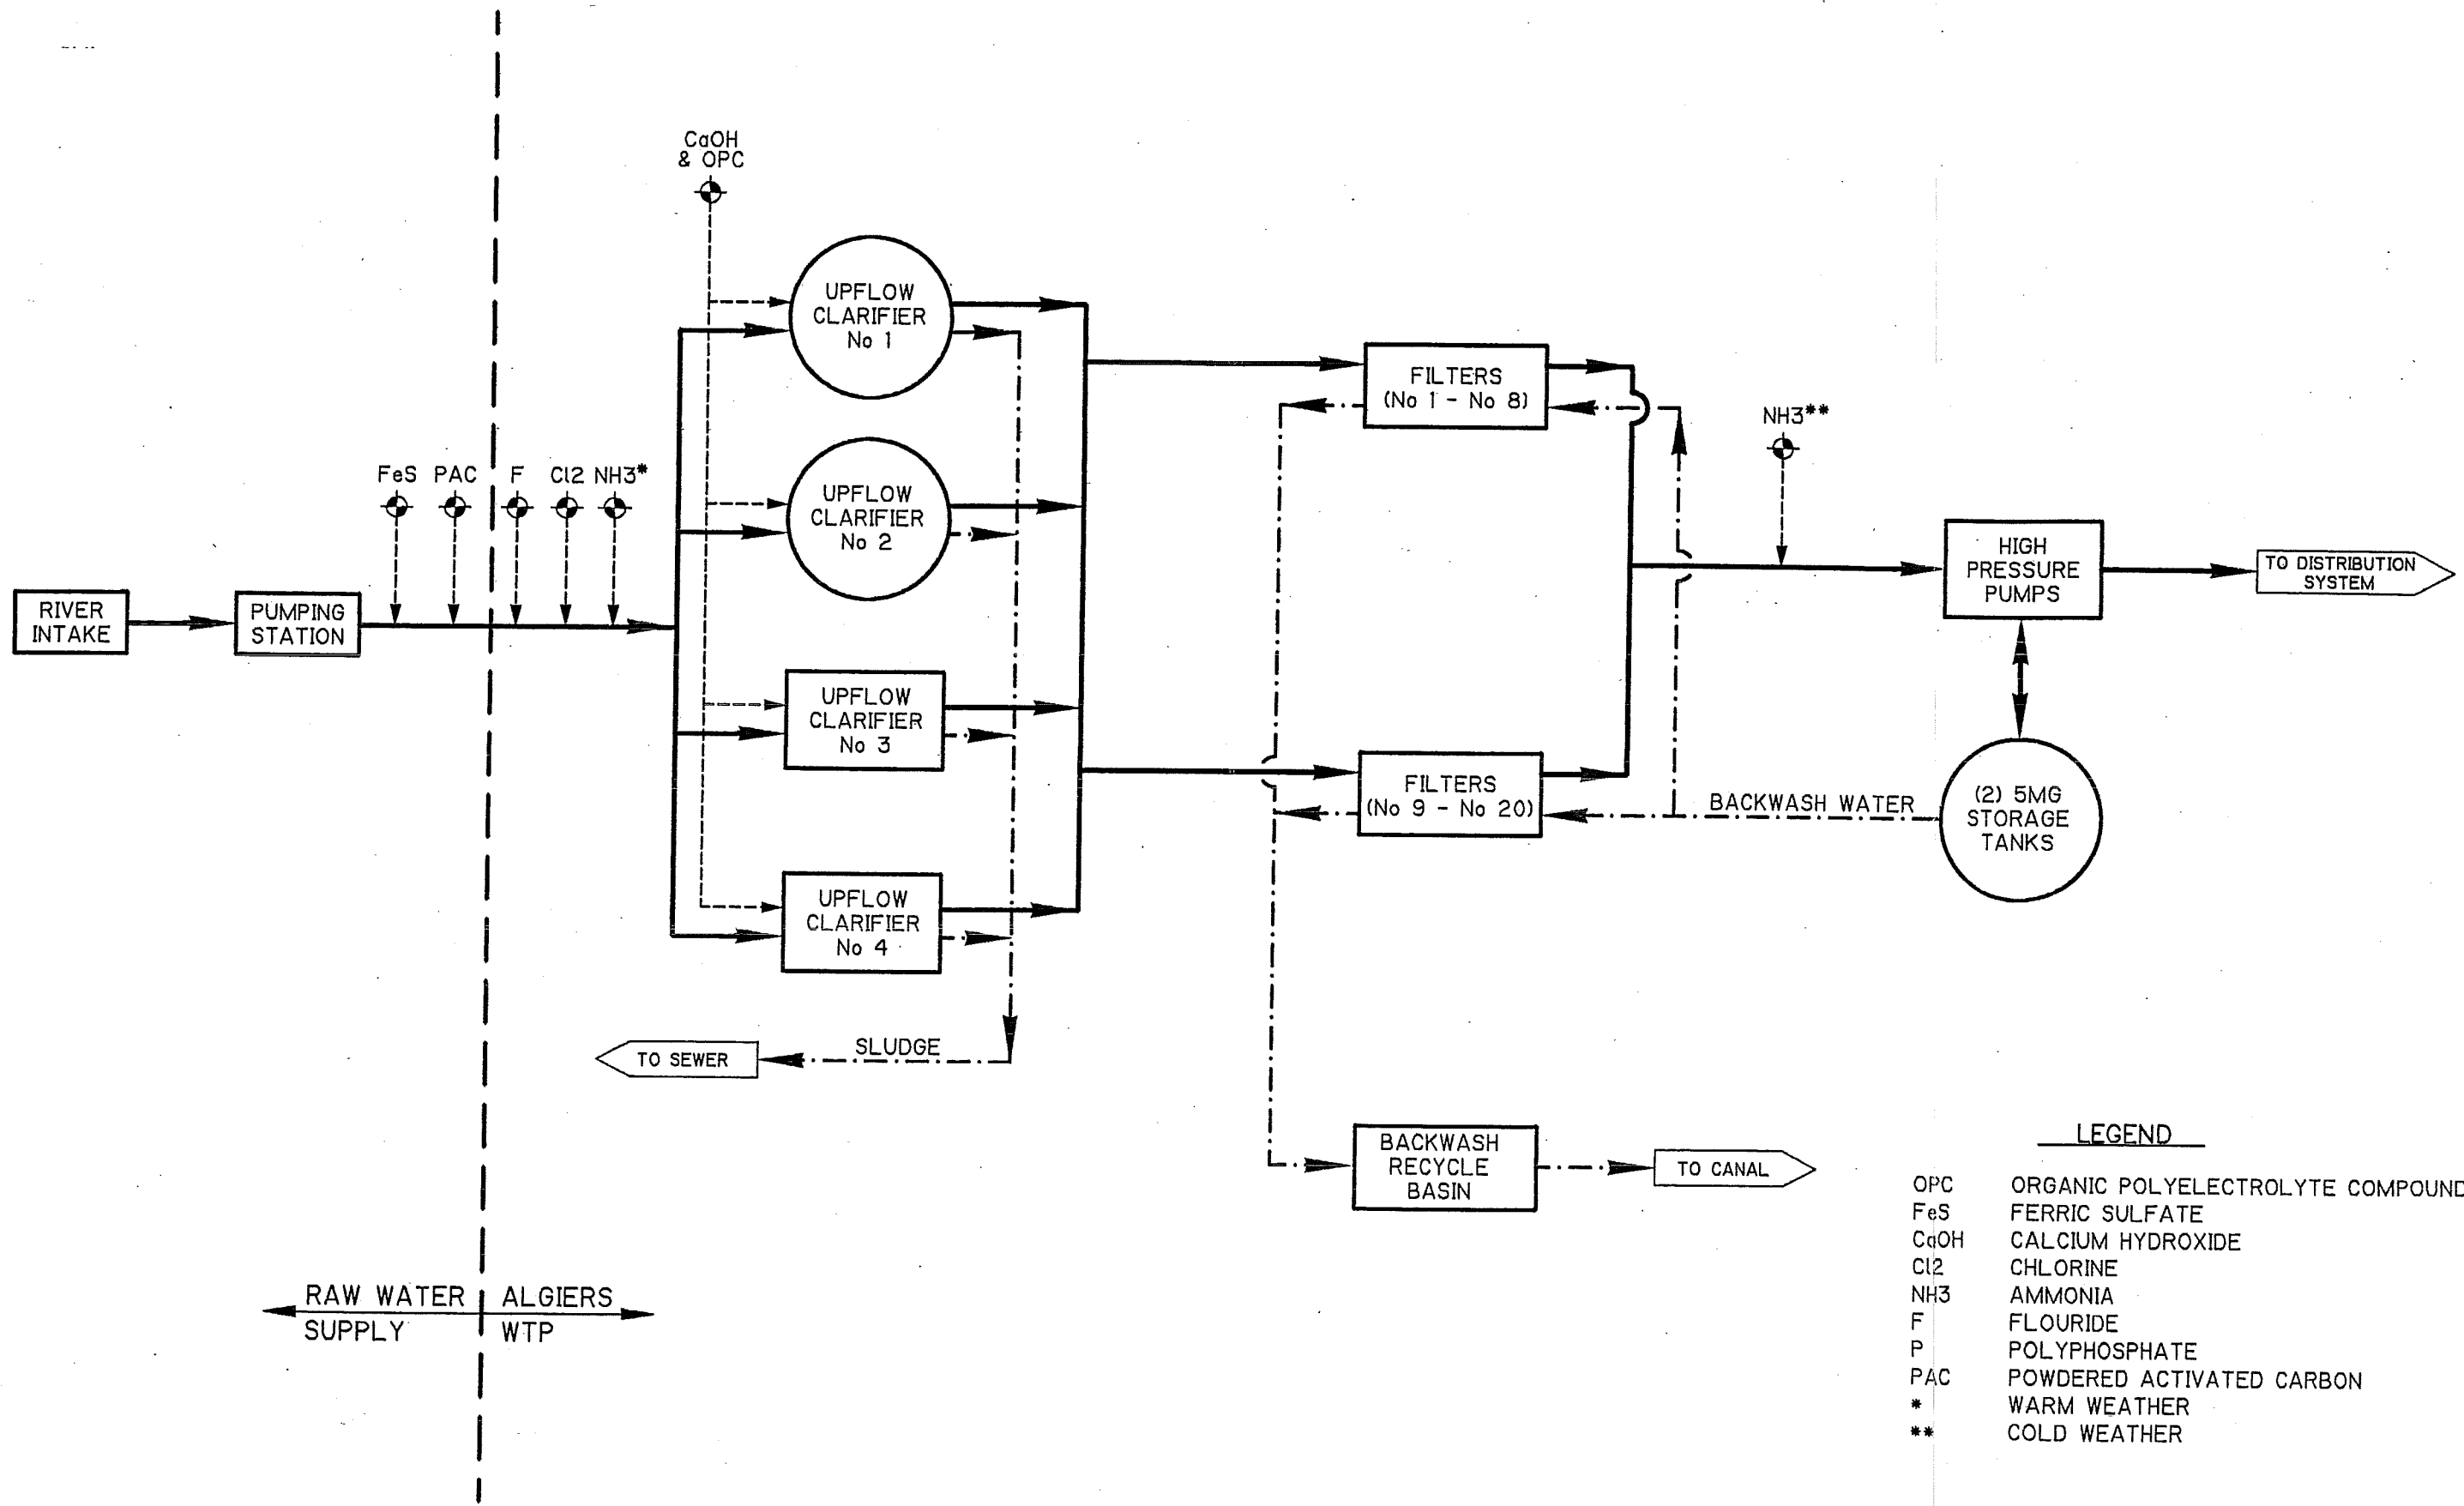 CaOH
& OPC
UPFLOW
CLARIFIER
No 1
UPFLOW
CLARIFIER
No 2
UPFLOW
CLARIFIER
No 3
UPFLOW
CLARIFIER
No 4
FeS PAC F Cl2 NH3*
RIVER
INTAKE
PUMPING
STATION
FILTERS
(No 1 - No 8)
NH3**
HIGH
PRESSURE
PUMPS
TO DISTRIBUTION
SYSTEM
FILTERS
(No 9 - No 20)
BACKWASH WATER
(2) 5MG
STORAGE
TANKS
TO SEWER
SLUDGE
BACKWASH
RECYCLE
BASIN
TO CANAL
RAW WATER
SUPPLY
ALGIERS
WTP
LEGEND
OPC ORGANIC POLYELECTROLYTE COMPOUND
FeS FERRIC SULFATE
CaOH CALCIUM HYDROXIDE
Cl2 CHLORINE
NH3 AMMONIA
F FLOURIDE
P POLYPHOSPHATE
PAC POWDERED ACTIVATED CARBON
* WARM WEATHER
** COLD WEATHER